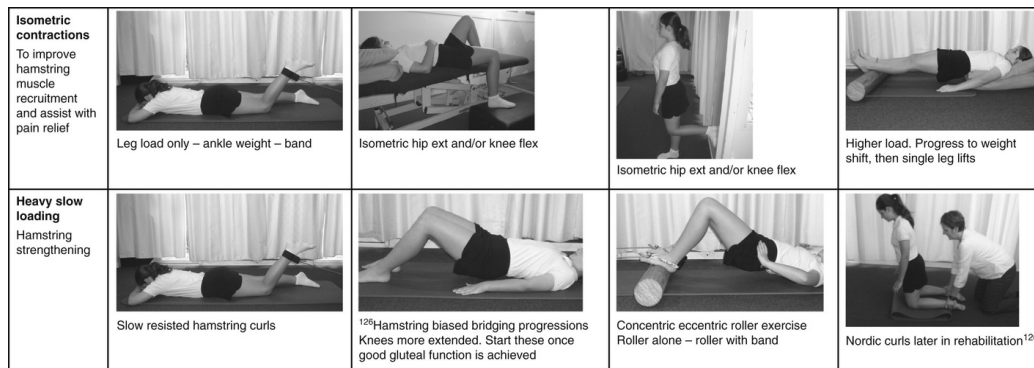 Isometric
contractions
To improve
hamstring
muscle
recruitment
and assist with
pain relief
Leg load only – ankle weight – band
Isometric hip ext and/or knee flex
Isometric hip ext and/or knee flex
Higher load. Progress to weight
shift, then single leg lifts
Heavy slow
loading
Hamstring
strengthening
Slow resisted hamstring curls
126Hamstring biased bridging progressions
Knees more extended. Start these once
good gluteal function is achieved
Concentric eccentric roller exercise
Roller alone – roller with band
Nordic curls later in rehabilitation